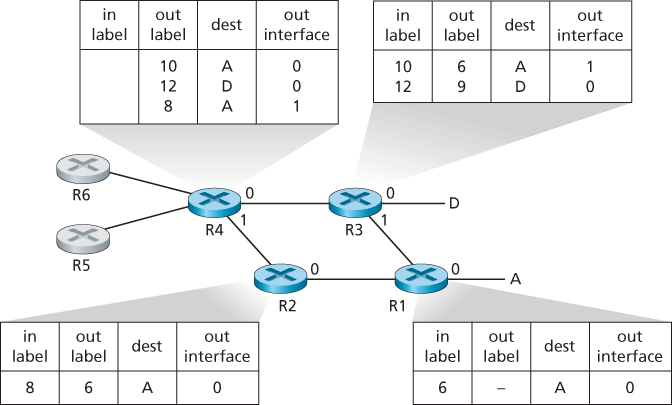 in label out label dest out interface
10 A 0
12 D 0
8 A 1
in label out label dest out interface
10 6 A 1
12 9 D 0
R6
R5
R4
0
1
R3
0
1
D
R2
0
R1
0
A
in label out label dest out interface
8 6 A 0
in label out label dest out interface
6 – A 0